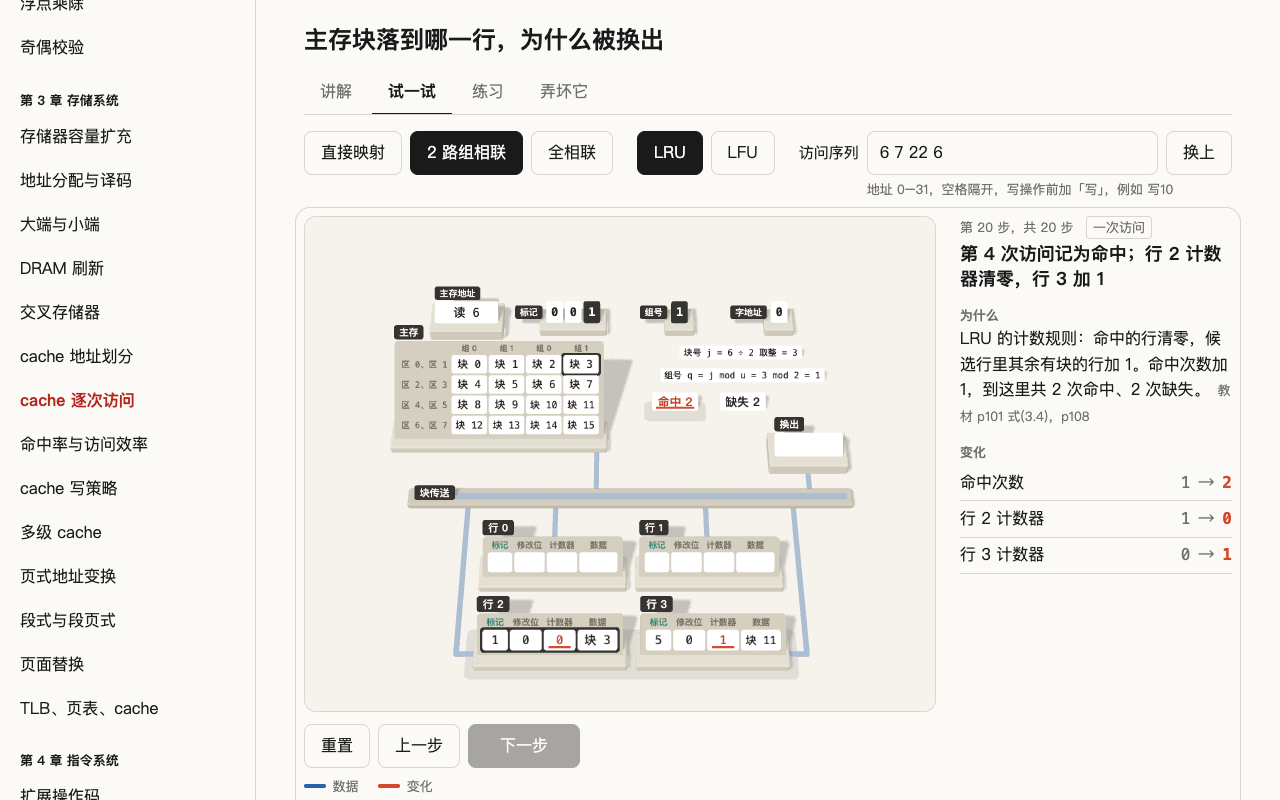 浮点乘除
奇偶校验
第 3 章 存储系统
存储器容量扩充
地址分配与译码
大端与小端
DRAM 刷新
交叉存储器
cache 地址划分
cache 逐次访问
命中率与访问效率
cache 写策略
多级 cache
页式地址变换
段式与段页式
页面替换
TLB、页表、cache
第 4 章 指令系统
扩展操作码
主存块落到哪一行，为什么被换出
讲解 试一试 练习 弄坏它
直接映射 2 路组相联 全相联 LRU LFU 访问序列 6 7 22 6 换上
地址 0—31，空格隔开，写操作前加「写」，例如 写10
主存地址
读 6 标记 0 0 1 组号 1 字地址 0
主存
组 0 组 1 组 0 组 1
区 0、区 1 块 0 块 1 块 2 块 3
区 2、区 3 块 4 块 5 块 6 块 7
区 4、区 5 块 8 块 9 块 10 块 11
区 6、区 7 块 12 块 13 块 14 块 15
块号 j = 6 ÷ 2 取整 = 3
组号 q = j mod u = 3 mod 2 = 1
命中 2 缺失 2
换出
块传送
行 0 行 1
标记 修改位 计数器 数据 标记 修改位 计数器 数据
行 2 行 3
标记 修改位 计数器 数据 标记 修改位 计数器 数据
1 0 0 块 3 5 0 1 块 11
重置 上一步 下一步
数据 变化
第 20 步，共 20 步 一次访问
第 4 次访问记为命中；行 2 计数
器清零，行 3 加 1
为什么
LRU 的计数规则：命中的行清零，候
选行里其余有块的行加 1。命中次数加
1，到这里共 2 次命中、2 次缺失。 教
材 p101 式(3.4)，p108
变化
命中次数 1 → 2
行 2 计数器 1 → 0
行 3 计数器 0 → 1